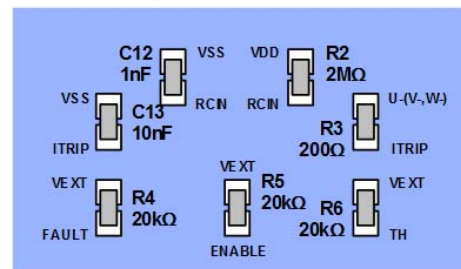 C12 VSS VDD R2
1nF 2MΩ
VSS C13 RCIN RCIN R3 U-(V-,W-)
10nF 200Ω
ITRIP ITRIP
VEXT VEXT VEXT
R4 R5 R6
20kΩ 20kΩ 20kΩ
FAULT ENABLE TH